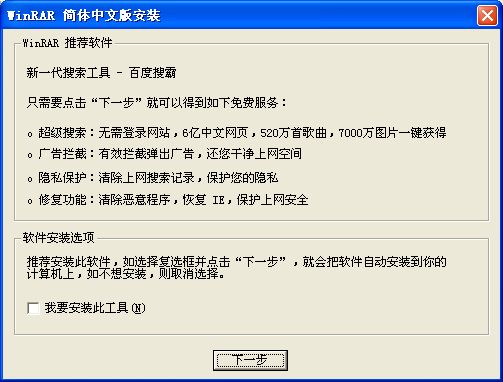 WinRAR 简体中文版安装
WinRAR 推荐软件
新一代搜索工具 - 百度搜霸
只需要点击“下一步”就可以得到如下免费服务：
o 超级搜索：无需登录网站，6亿中文网页，520万首歌曲，7000万图片一键获得
o 广告拦截：有效拦截弹出广告，还您干净上网空间
o 隐私保护：清除上网搜索记录，保护您的隐私
o 修复功能：清除恶意程序，恢复 IE，保护上网安全
软件安装选项
推荐安装此软件，如选择复选框并点击“下一步”，就会把软件自动安装到你的
计算机上，如不想安装，则取消选择。
我要安装此工具(N)
下一步